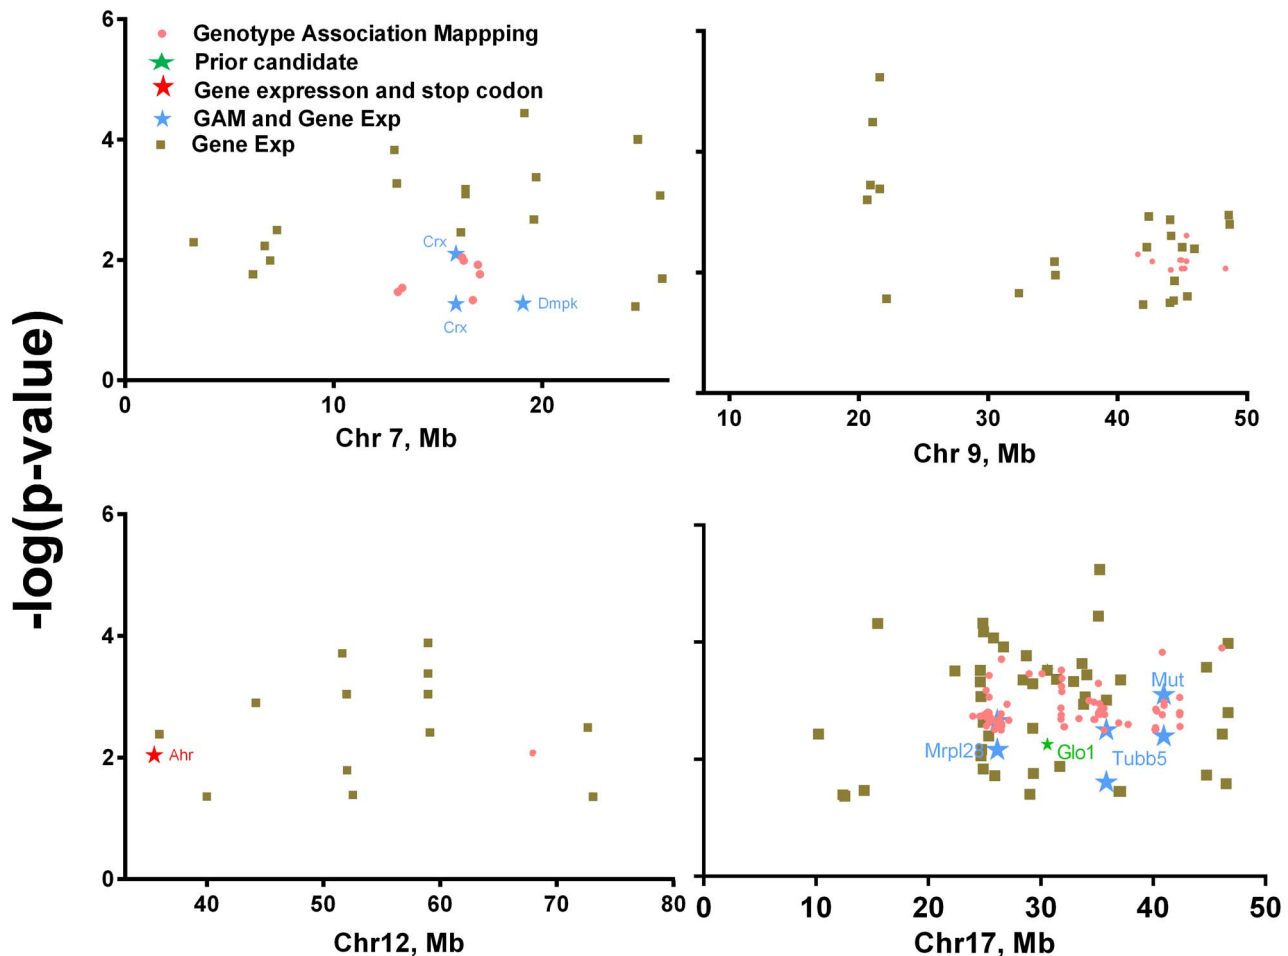 -log(p-value)
6
4
2
0
Genotype Association Mappping
Prior candidate
Gene expresson and stop codon
GAM and Gene Exp
Gene Exp
Crx
Crx
Dmpk
0 10 20
Chr 7, Mb
10 20 30 40 50
Chr 9, Mb
6
4
2
0
Ahr
40 50 60 70 80
Chr12, Mb
Mut
Mrpl28
Glo1
Tubb5
0 10 20 30 40 50
Chr17, Mb